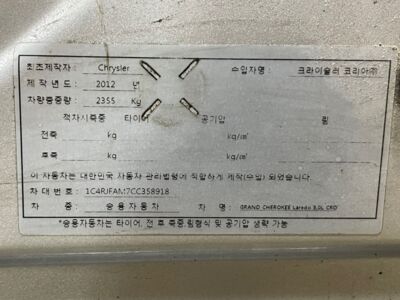 최초제작자 : Chrysler 수입자명 크라이슬러 코리아㈜
제 작 년 도 : 2012 년
차량총중량 : 2355 Kg
적차시축중 타이어 공기압 림
전축 kg kg/㎠
후축 kg kg/㎠
이 자동차는 대한민국 자동차 관리법령에 적합하게 제작(수입) 되었습니다.
차 대 번 호 : 1C4RJFAM7CC358918
차 종 : 승 용 자 동 차 차 명 : GRAND CHEROKEE Laredo 3.0L CRD
*승용자동차는 타이어, 전 후 축중,림형식 및 공기압 생략 가능